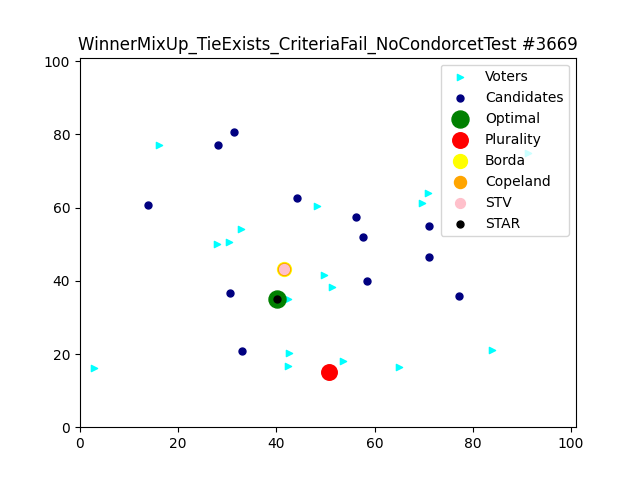 WinnerMixUp_TieExists_CriteriaFail_NoCondorcetTest #3669
Voters
Candidates
Optimal
Plurality
Borda
Copeland
STV
STAR
100
80
60
40
20
0
0 20 40 60 80 100